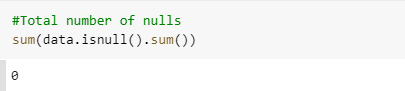 #Total number of nulls
sum(data.isnull().sum())
0